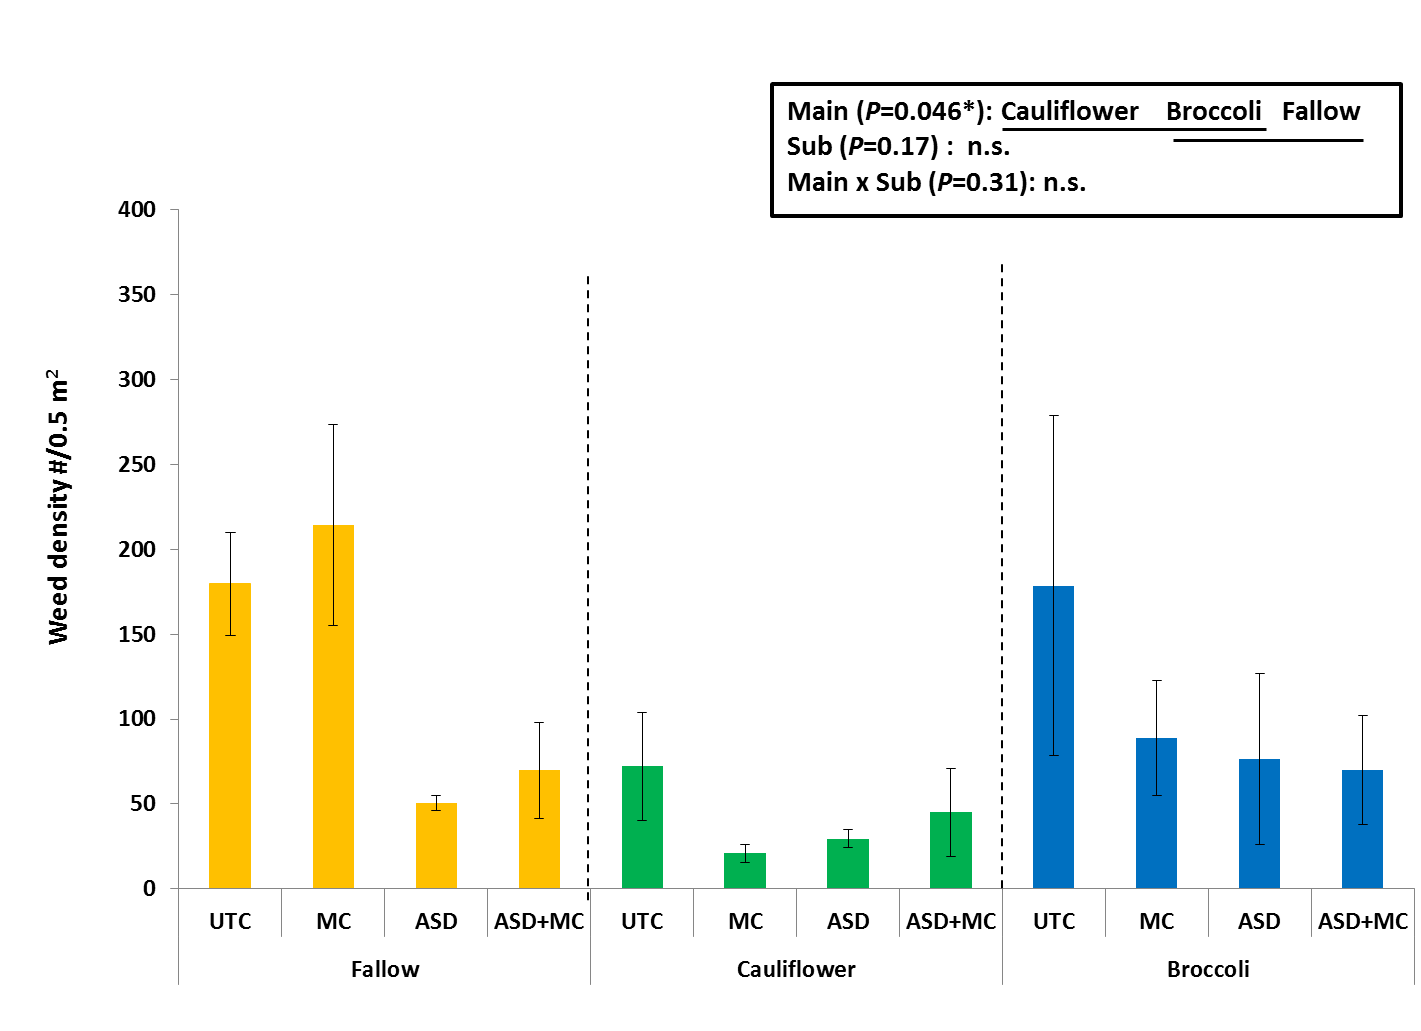 Main (P=0.046*): Cauliflower Broccoli Fallow
Sub (P=0.17) : n.s.
Main x Sub (P=0.31): n.s.
Weed density #/0.5 m²
400
350
300
250
200
150
100
50
0
UTC MC ASD ASD+MC UTC MC ASD ASD+MC UTC MC ASD ASD+MC
Fallow Cauliflower Broccoli